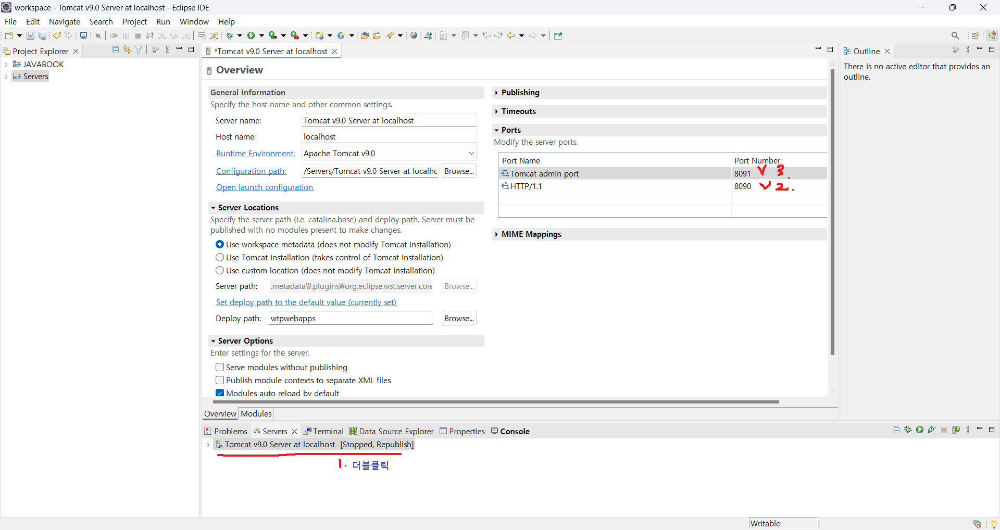 workspace - Tomcat v9.0 Server at localhost - Eclipse IDE
File Edit Navigate Search Project Run Window Help
Project Explorer
JAVABOOK
Servers
*Tomcat v9.0 Server at localhost
Overview
General Information
Specify the host name and other common settings.
Server name: Tomcat v9.0 Server at localhost
Host name: localhost
Runtime Environment: Apache Tomcat v9.0
Configuration path: /Servers/Tomcat v9.0 Server at localhc Browse...
Open launch configuration
Server Locations
Specify the server path (i.e. catalina.base) and deploy path. Server must be
published with no modules present to make changes.
Use workspace metadata (does not modify Tomcat installation)
Use Tomcat installation (takes control of Tomcat installation)
Use custom location (does not modify Tomcat installation)
Server path: .metadata₩.plugins₩org.eclipse.wst.server.core Browse...
Set deploy path to the default value (currently set)
Deploy path: wtpwebapps Browse...
Server Options
Enter settings for the server.
Serve modules without publishing
Publish module contexts to separate XML files
Modules auto reload by default
Publishing
Timeouts
Ports
Modify the server ports.
Port Name Port Number
Tomcat admin port 8091 V 3.
HTTP/1.1 8090 V 2.
MIME Mappings
Overview Modules
Outline
There is no active editor that provides an
outline.
Problems Servers Terminal Data Source Explorer Properties Console
Tomcat v9.0 Server at localhost [Stopped, Republish]
1. 더블클릭
Writable